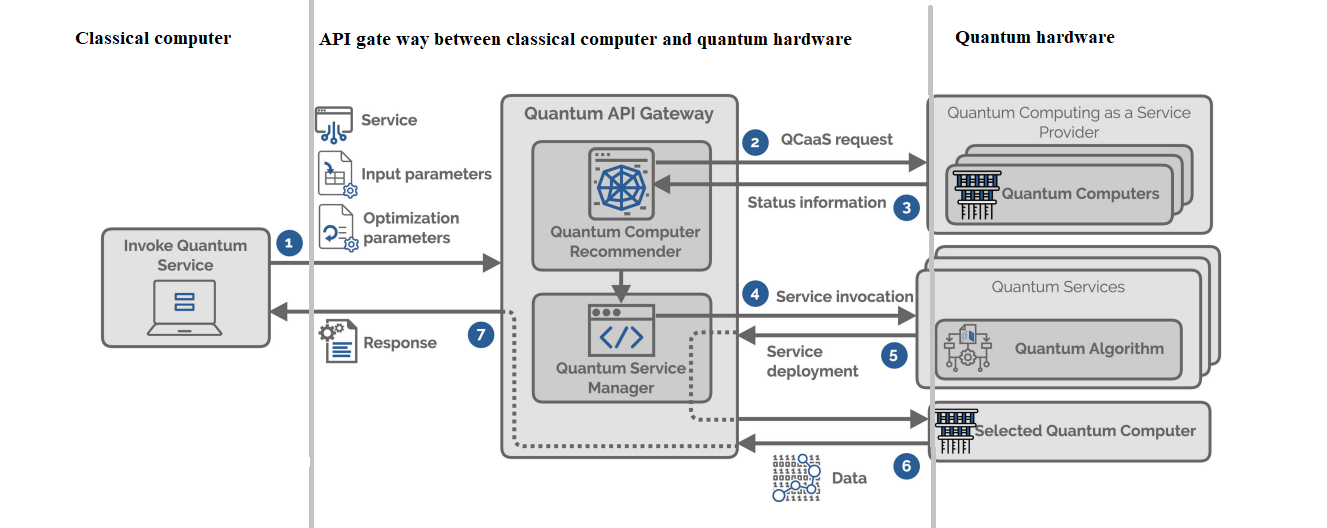 Classical computer
API gate way between classical computer and quantum hardware
Quantum hardware
Service
Input parameters
Optimization
parameters
Invoke Quantum
Service
1
Response
7
Quantum API Gateway
Quantum Computer
Recommender
</>
Quantum Service
Manager
2
QCaaS request
Status information
3
4
Service invocation
Service
deployment
5
6
Data
Quantum Computing as a Service
Provider
Quantum Computers
Quantum Services
Quantum Algorithm
Selected Quantum Computer